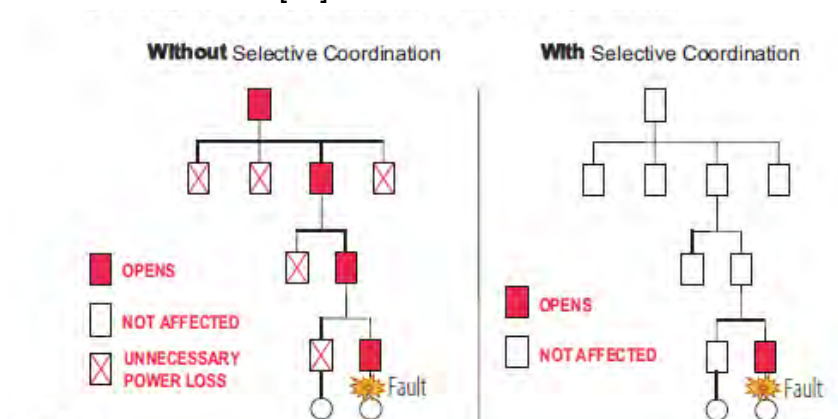 Without Selective Coordination
OPENS
NOT AFFECTED
UNNECESSARY
POWER LOSS
Fault
With Selective Coordination
OPENS
NOT AFFECTED
Fault